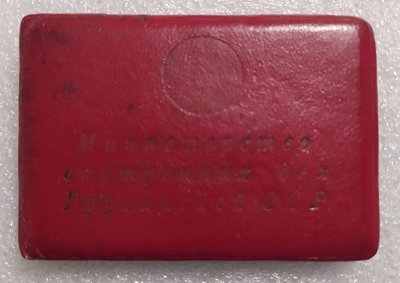 Министерство
внутренних дел
Грузинской ССР